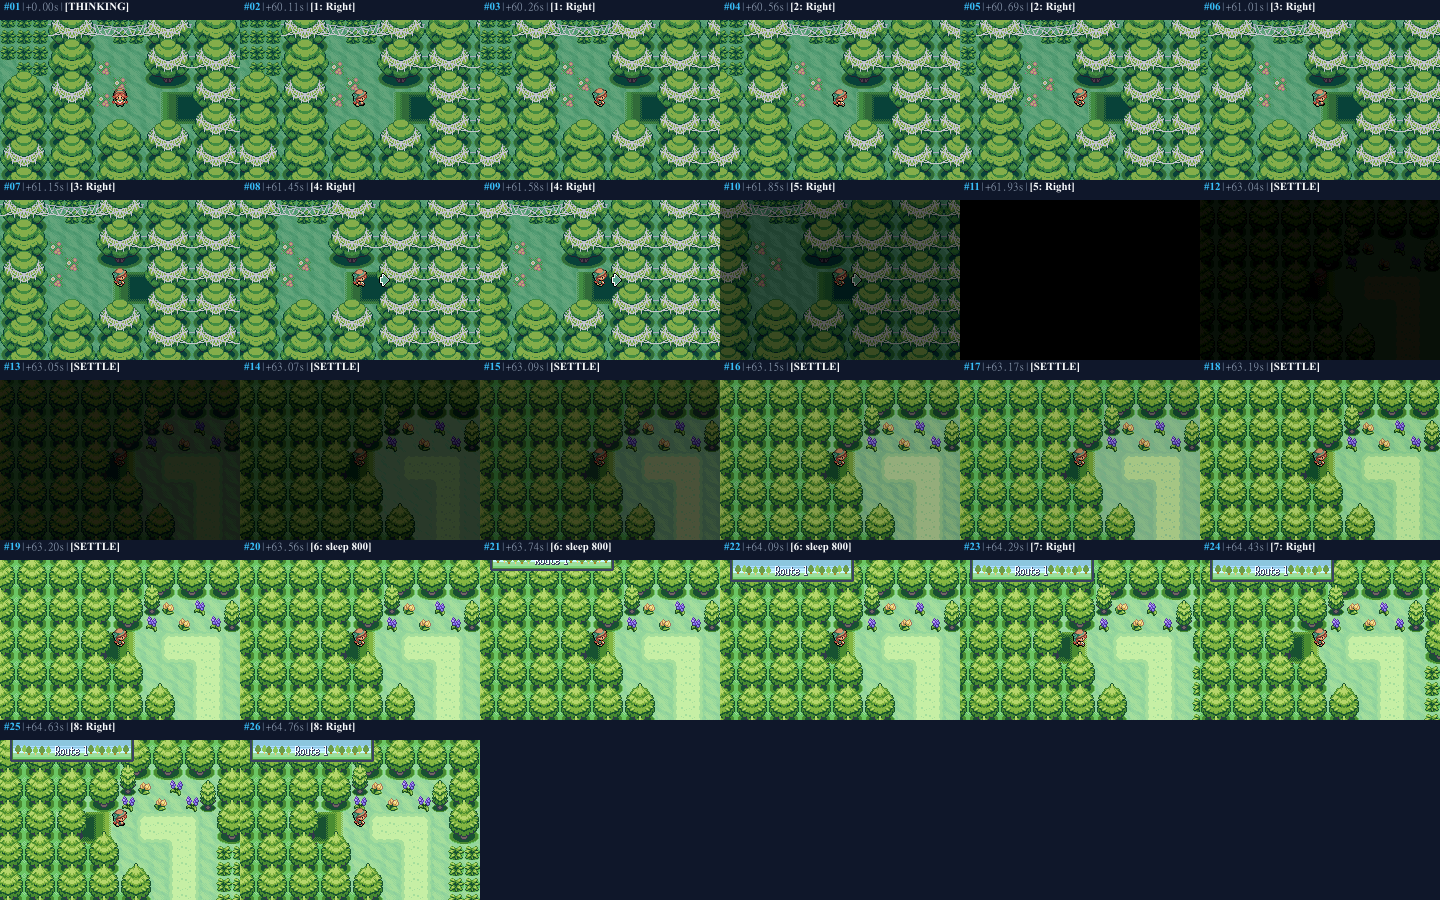 #01 | +0.00s | [THINKING]
#02 | +60.11s | [1: Right]
#03 | +60.26s | [1: Right]
#04 | +60.56s | [2: Right]
#05 | +60.69s | [2: Right]
#06 | +61.01s | [3: Right]
#07 | +61.15s | [3: Right]
#08 | +61.45s | [4: Right]
#09 | +61.58s | [4: Right]
#10 | +61.85s | [5: Right]
#11 | +61.93s | [5: Right]
#12 | +63.04s | [SETTLE]
#13 | +63.05s | [SETTLE]
#14 | +63.07s | [SETTLE]
#15 | +63.09s | [SETTLE]
#16 | +63.15s | [SETTLE]
#17 | +63.17s | [SETTLE]
#18 | +63.19s | [SETTLE]
#19 | +63.20s | [SETTLE]
#20 | +63.56s | [6: sleep 800]
#21 | +63.74s | [6: sleep 800]
#22 | +64.09s | [6: sleep 800]
#23 | +64.29s | [7: Right]
#24 | +64.43s | [7: Right]
Route 1
Route 1
Route 1
Route 1
#25 | +64.63s | [8: Right]
#26 | +64.76s | [8: Right]
Route 1
Route 1